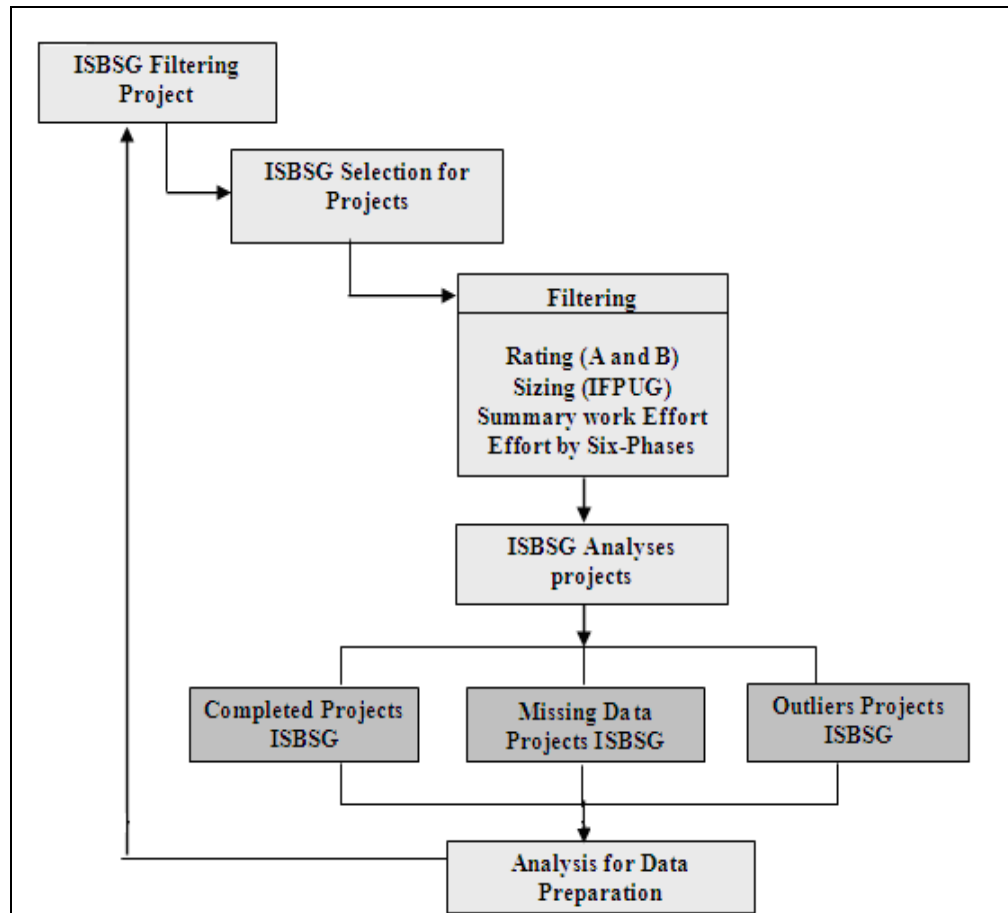 ISBSG Filtering
Project
ISBSG Selection for
Projects
Filtering
Rating (A and B)
Sizing (IFPUG)
Summary work Effort
Effort by Six-Phases
ISBSG Analyses
projects
Completed Projects
ISBSG
Missing Data
Projects ISBSG
Outliers Projects
ISBSG
Analysis for Data
Preparation